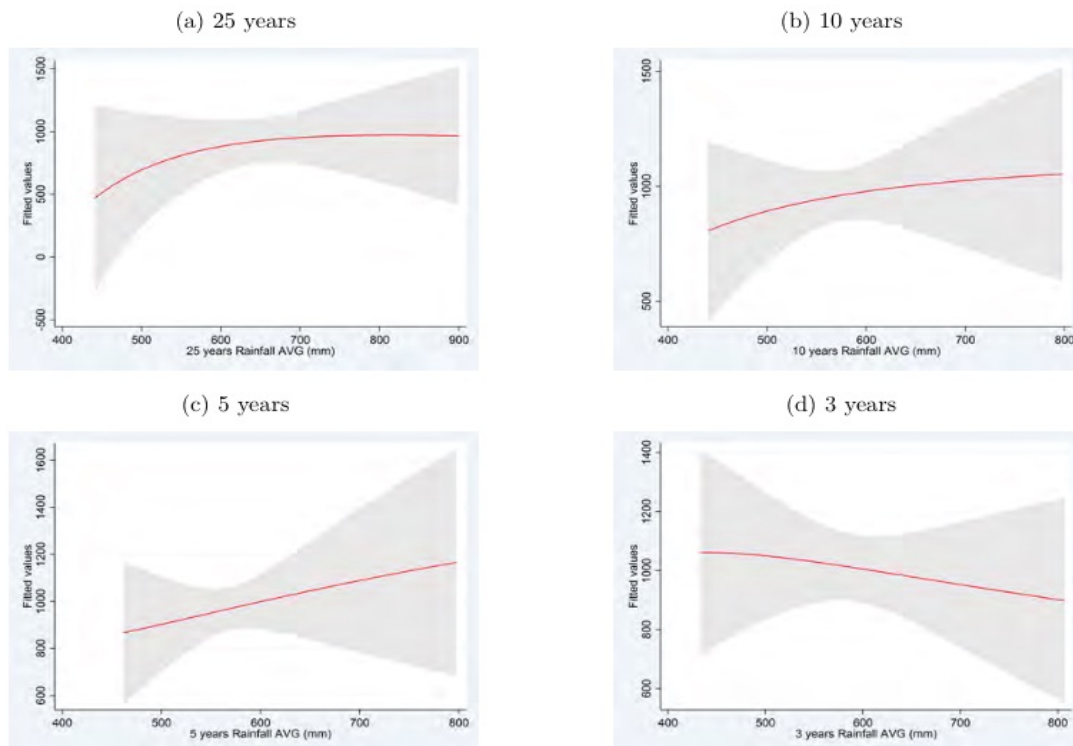 (a) 25 years
Fitted values
1500
1000
500
0
-500
400 500 600 700 800 900
25 years Rainfall AVG (mm)
(b) 10 years
Fitted values
1500
1000
500
400 500 600 700 800
10 years Rainfall AVG (mm)
(c) 5 years
Fitted values
1600
1400
1200
1000
800
600
400 500 600 700 800
5 years Rainfall AVG (mm)
(d) 3 years
Fitted values
1400
1200
1000
800
600
400 500 600 700 800
3 years Rainfall AVG (mm)